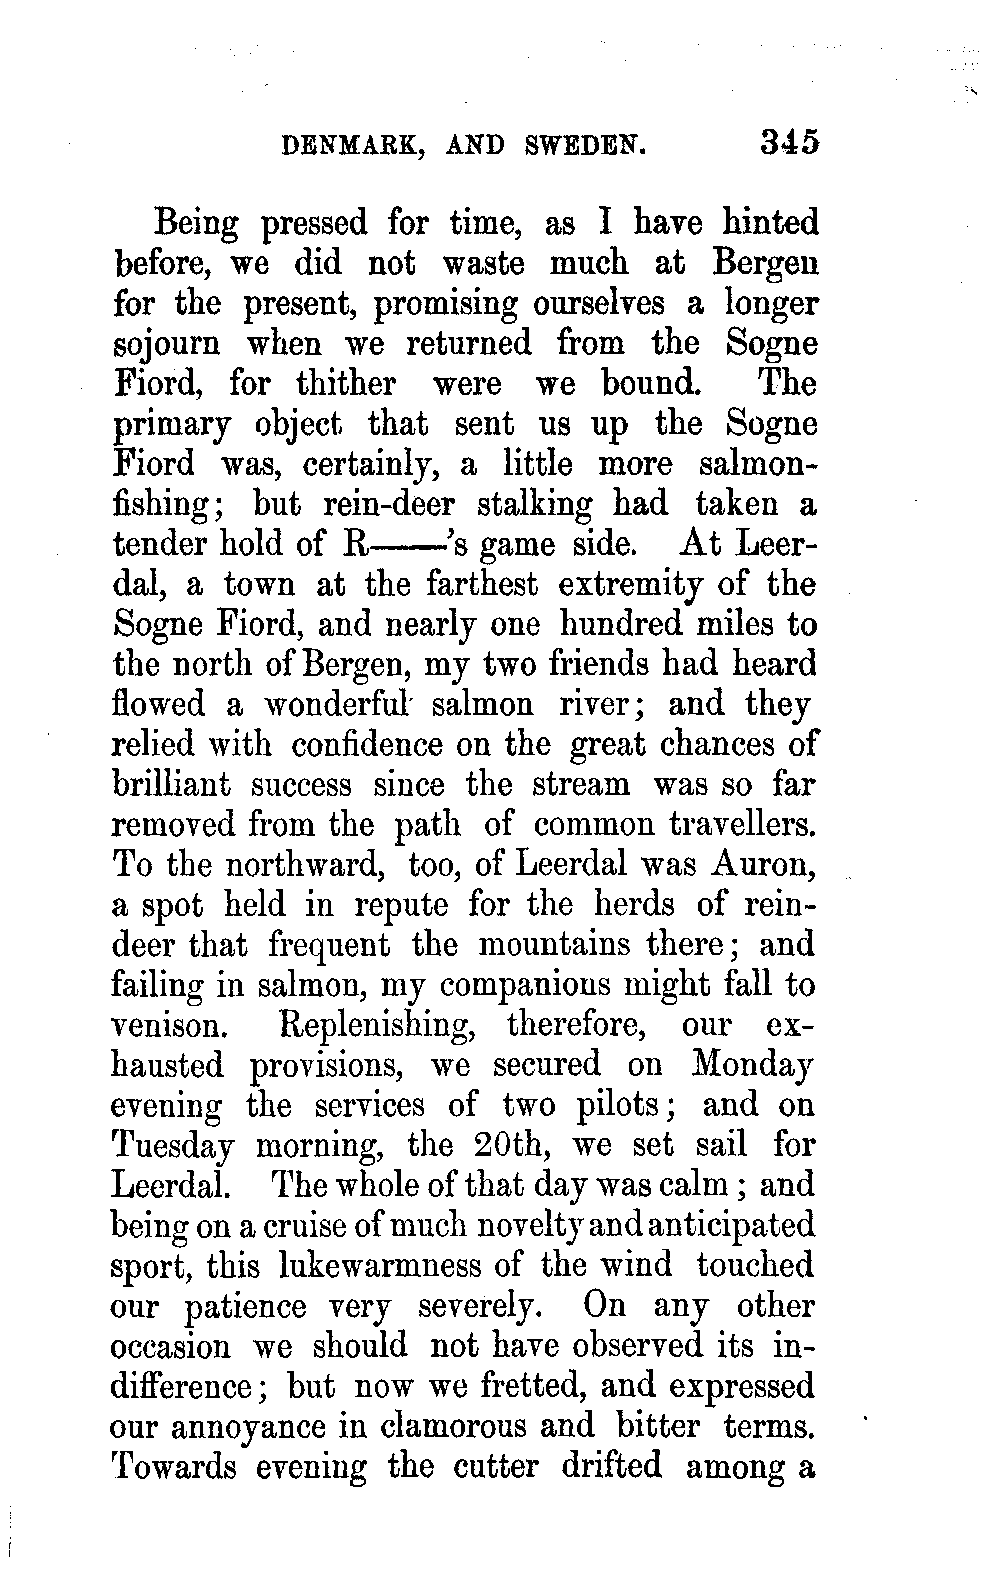 DENMARK, AND SWEDEN. 345
Being pressed for time, as I have hinted
before, we did not waste much at Bergen
for the present, promising ourselves a longer
sojourn when we returned from the Sogne
Fiord, for thither were we bound. The
primary object that sent us up the Sogne
Fiord was, certainly, a little more salmon-
fishing; but rein-deer stalking had taken a
tender hold of R——'s game side. At Leer-
dal, a town at the farthest extremity of the
Sogne Fiord, and nearly one hundred miles to
the north of Bergen, my two friends had heard
flowed a wonderful salmon river; and they
relied with confidence on the great chances of
brilliant success since the stream was so far
removed from the path of common travellers.
To the northward, too, of Leerdal was Auron,
a spot held in repute for the herds of rein-
deer that frequent the mountains there; and
failing in salmon, my companions might fall to
venison. Replenishing, therefore, our ex-
hausted provisions, we secured on Monday
evening the services of two pilots; and on
Tuesday morning, the 20th, we set sail for
Leerdal. The whole of that day was calm; and
being on a cruise of much novelty and anticipated
sport, this lukewarmness of the wind touched
our patience very severely. On any other
occasion we should not have observed its in-
difference; but now we fretted, and expressed
our annoyance in clamorous and bitter terms.
Towards evening the cutter drifted among a